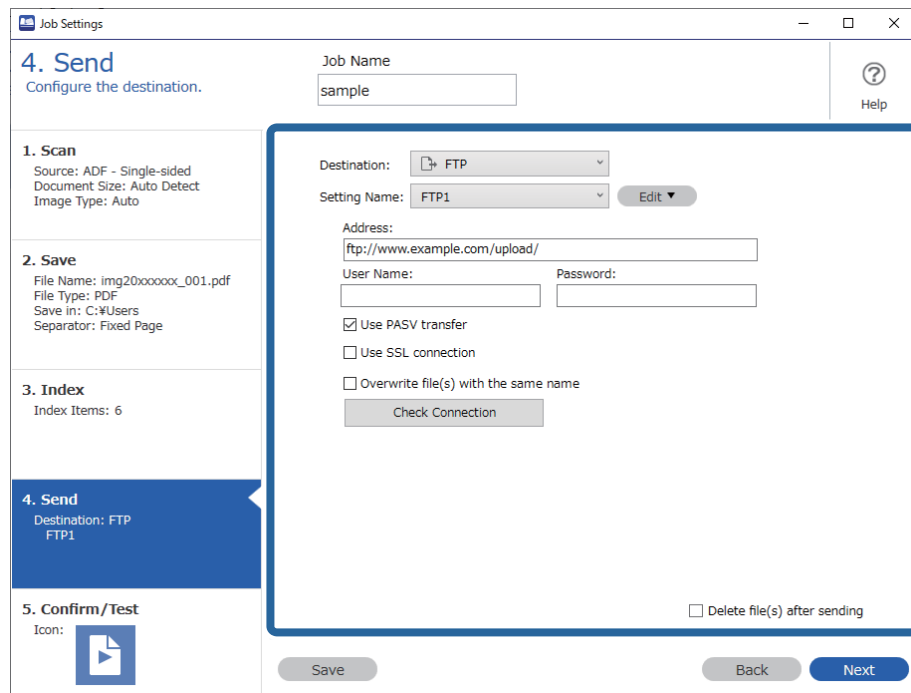 Job Settings
4. Send
Configure the destination.
Job Name
sample
Help
1. Scan
Source: ADF - Single-sided
Document Size: Auto Detect
Image Type: Auto
2. Save
File Name: img20xxxxxx_001.pdf
File Type: PDF
Save in: C:¥Users
Separator: Fixed Page
3. Index
Index Items: 6
4. Send
Destination: FTP
FTP1
5. Confirm/Test
Icon:
Destination: FTP
Setting Name: FTP1 Edit ▼
Address:
ftp://www.example.com/upload/
User Name: Password:
Use PASV transfer
Use SSL connection
Overwrite file(s) with the same name
Check Connection
Delete file(s) after sending
Save Back Next